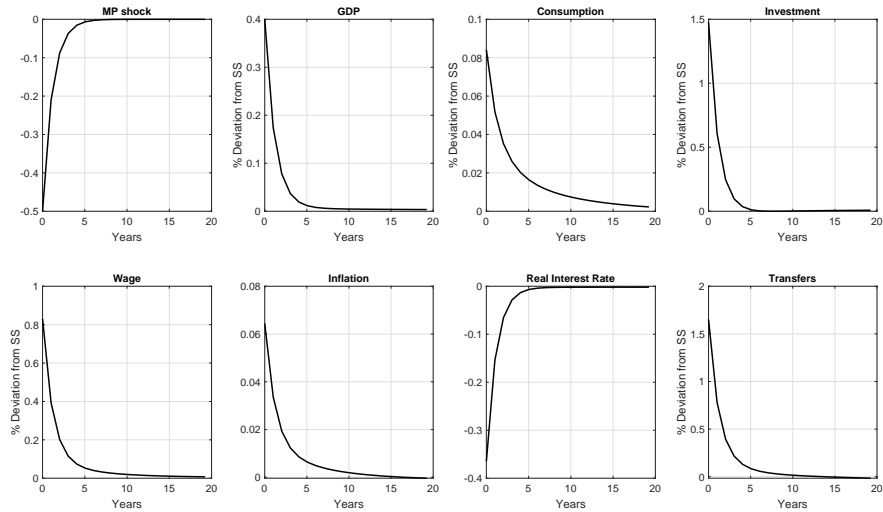 MP shock
GDP
Consumption
Investment
0
-0.1
-0.2
-0.3
-0.4
-0.5
0 5 10 15 20
Years
% Deviation from SS
0.4
0.3
0.2
0.1
0
0 5 10 15 20
Years
% Deviation from SS
0.1
0.08
0.06
0.04
0.02
0
0 5 10 15 20
Years
% Deviation from SS
1.5
1
0.5
0
0 5 10 15 20
Years
Wage
Inflation
Real Interest Rate
Transfers
% Deviation from SS
1
0.8
0.6
0.4
0.2
0
0 5 10 15 20
Years
% Deviation from SS
0.08
0.06
0.04
0.02
0
0 5 10 15 20
Years
% Deviation from SS
0
-0.1
-0.2
-0.3
-0.4
0 5 10 15 20
Years
% Deviation from SS
2
1.5
1
0.5
0
0 5 10 15 20
Years